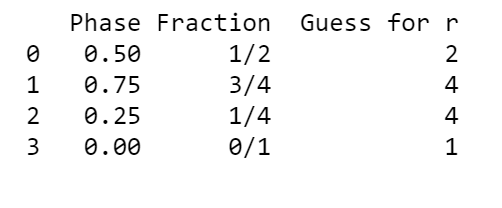 Phase Fraction Guess for r
0 0.50 1/2 2
1 0.75 3/4 4
2 0.25 1/4 4
3 0.00 0/1 1